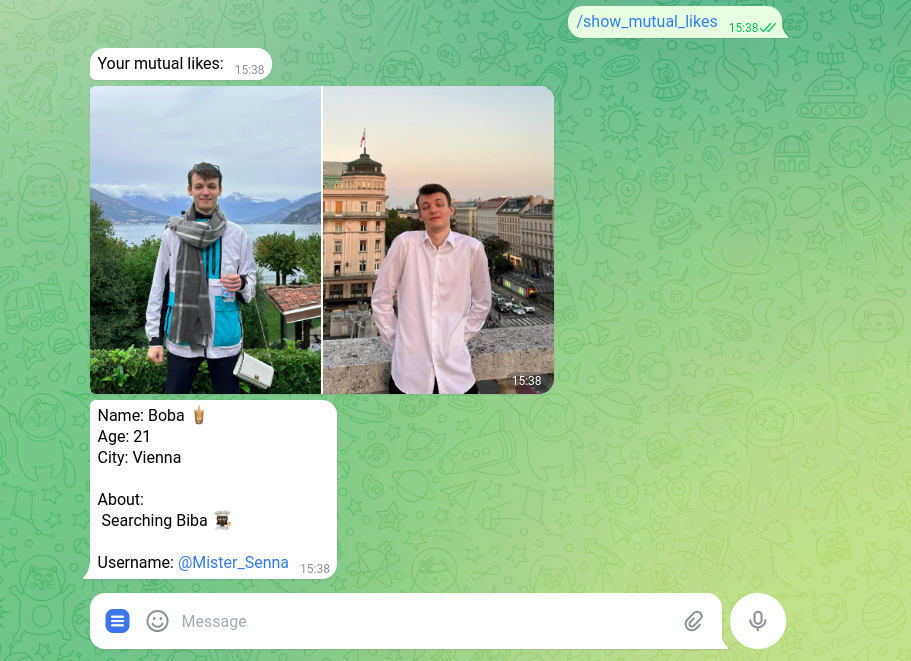 /show_mutual_likes 15:38
Your mutual likes: 15:38
15:38
Name: Boba 🧋
Age: 21
City: Vienna
About:
Searching Biba 👨🏿‍🍳
Username: @Mister_Senna 15:38
Message